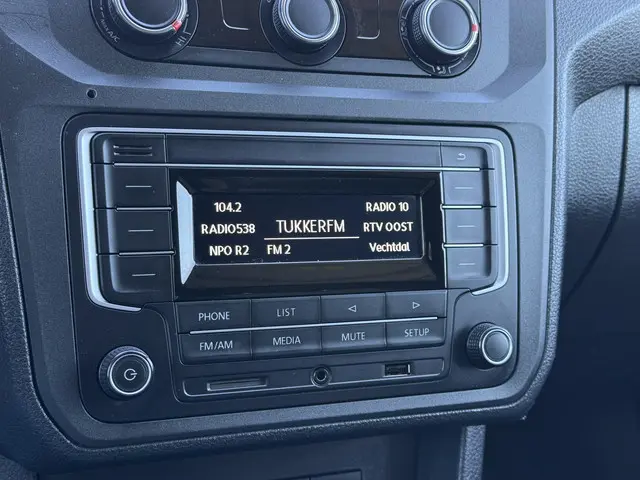 A/C
HI
104.2
RADIO 10
RADIO538
TUKKERFM
RTV OOST
NPO R2
FM 2
Vechtdal
PHONE
LIST
FM/AM
MEDIA
MUTE
SETUP